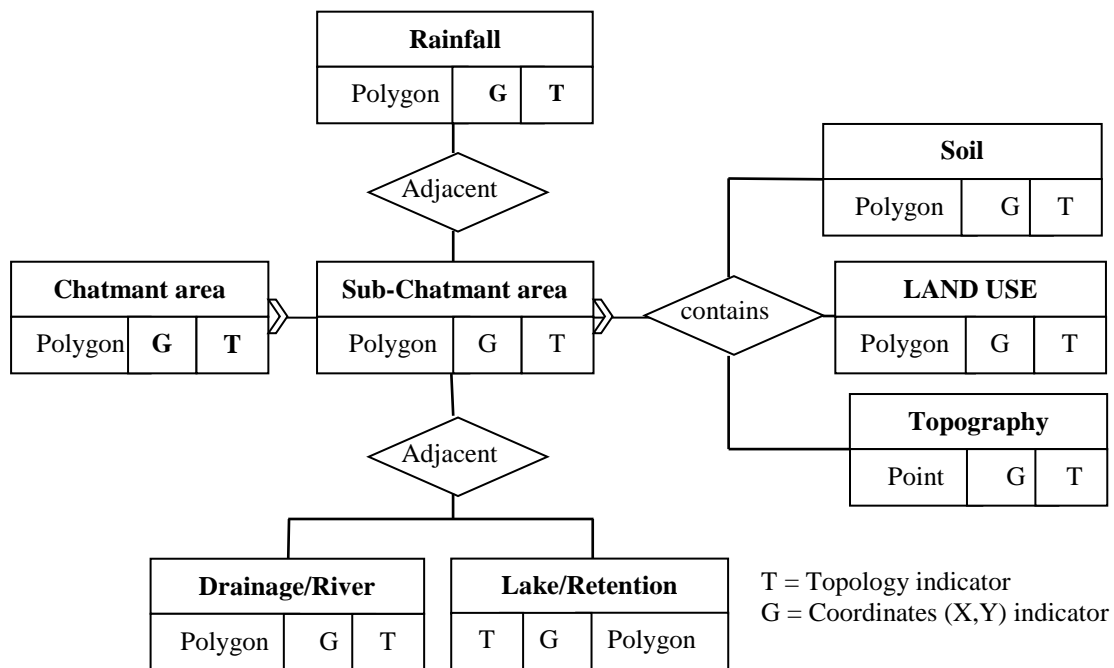 Rainfall
Polygon G T
Adjacent
Soil
Polygon G T
Chatmant area
Polygon G T
Sub-Chatmant area
Polygon G T
contains
LAND USE
Polygon G T
Topography
Point G T
Adjacent
Drainage/River
Polygon G T
Lake/Retention
T G Polygon
T = Topology indicator
G = Coordinates (X,Y) indicator